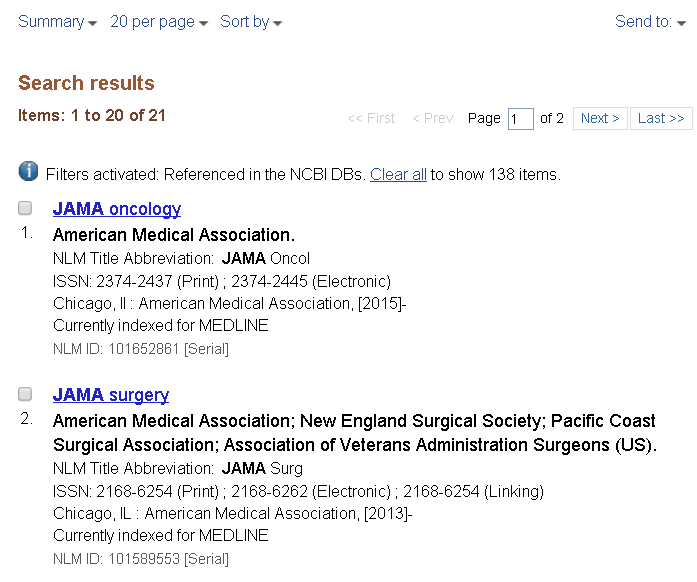 Summary 20 per page Sort by Send to:
Search results
Items: 1 to 20 of 21
<< First < Prev Page 1 of 2 Next > Last >>
Filters activated: Referenced in the NCBI DBs. Clear all to show 138 items.
JAMA oncology
1. American Medical Association.
NLM Title Abbreviation: JAMA Oncol
ISSN: 2374-2437 (Print) ; 2374-2445 (Electronic)
Chicago, Il : American Medical Association, [2015]-
Currently indexed for MEDLINE
NLM ID: 101652861 [Serial]
JAMA surgery
2. American Medical Association; New England Surgical Society; Pacific Coast
Surgical Association; Association of Veterans Administration Surgeons (US).
NLM Title Abbreviation: JAMA Surg
ISSN: 2168-6254 (Print) ; 2168-6262 (Electronic) ; 2168-6254 (Linking)
Chicago, IL : American Medical Association, [2013]-
Currently indexed for MEDLINE
NLM ID: 101589553 [Serial]